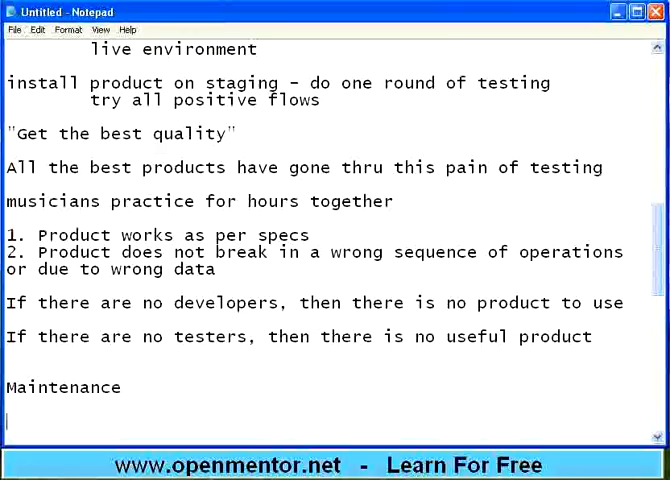 Untitled - Notepad
File Edit Format View Help
live environment
install product on staging - do one round of testing
try all positive flows
"Get the best quality"
All the best products have gone thru this pain of testing
musicians practice for hours together
1. Product works as per specs
2. Product does not break in a wrong sequence of operations
or due to wrong data
If there are no developers, then there is no product to use
If there are no testers, then there is no useful product
Maintenance
www.openmentor.net - Learn For Free